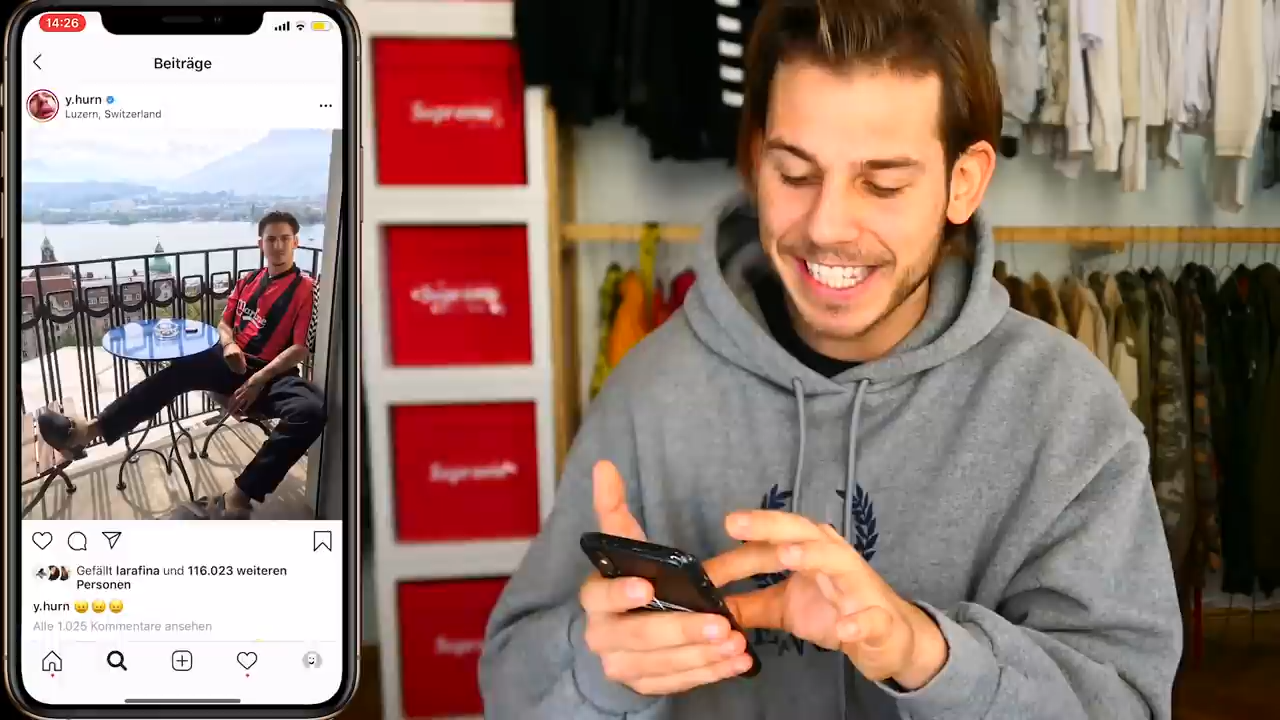 14:26
Beiträge
y.hurn
Luzern, Switzerland
Gefällt larafina und 116.023 weiteren
Personen
y.hurn 😠😠😠
Alle 1.025 Kommentare ansehen
Supreme
Supreme
Supreme